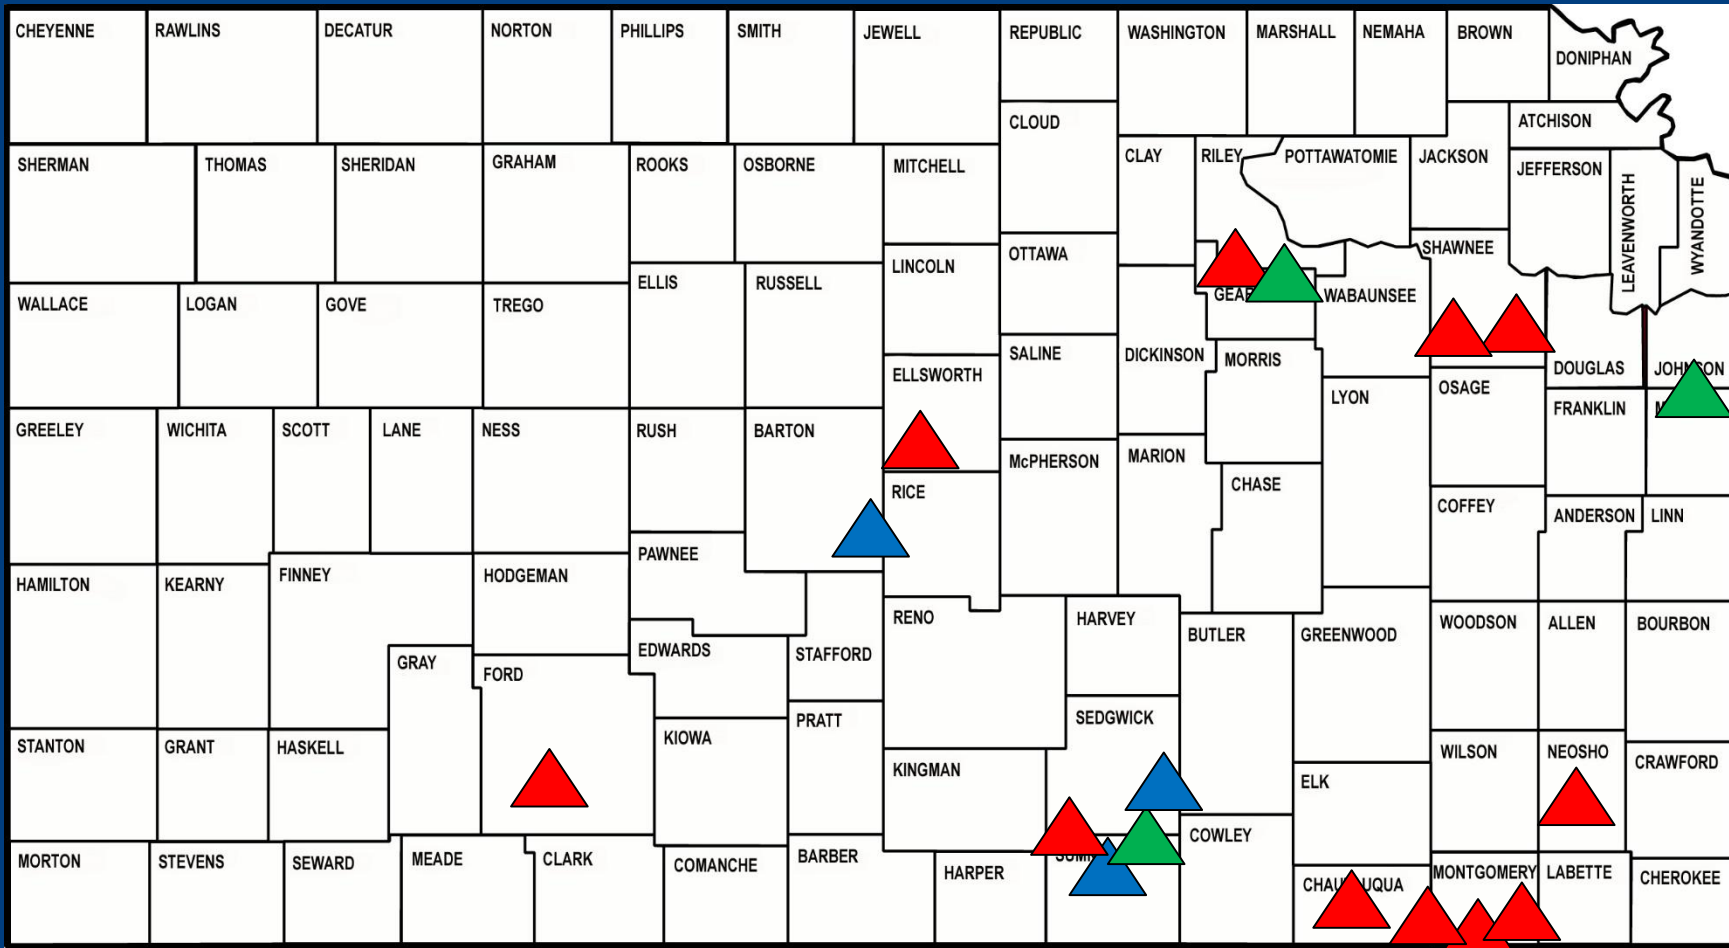 CHEYENNE
RAWLINS
DECATUR
NORTON
PHILLIPS
SMITH
JEWELL
REPUBLIC
WASHINGTON
MARSHALL
NEMAHA
BROWN
DONIPHAN
CLOUD
ATCHISON
SHERMAN
THOMAS
SHERIDAN
GRAHAM
ROOKS
OSBORNE
MITCHELL
CLAY
RILEY
POTTAWATOMIE
JACKSON
JEFFERSON
LEAVENWORTH
WYANDOTTE
OTTAWA
SHAWNEE
LINCOLN
WALLACE
LOGAN
GOVE
TREGO
ELLIS
RUSSELL
WABAUNSEE
SALINE
DICKINSON
MORRIS
ELLSWORTH
DOUGLAS
LYON
OSAGE
FRANKLIN
GREELEY
WICHITA
SCOTT
LANE
NESS
RUSH
BARTON
McPHERSON
MARION
CHASE
RICE
COFFEY
ANDERSON
LINN
PAWNEE
HAMILTON
KEARNY
FINNEY
HODGEMAN
RENO
HARVEY
BUTLER
GREENWOOD
WOODSON
ALLEN
BOURBON
EDWARDS
STAFFORD
GRAY
FORD
SEDGWICK
PRATT
KIOWA
STANTON
GRANT
HASKELL
KINGMAN
ELK
WILSON
NEOSHO
CRAWFORD
COWLEY
MORTON
STEVENS
SEWARD
MEADE
CLARK
COMANCHE
BARBER
HARPER
MONTGOMERY
LABETTE
CHEROKEE